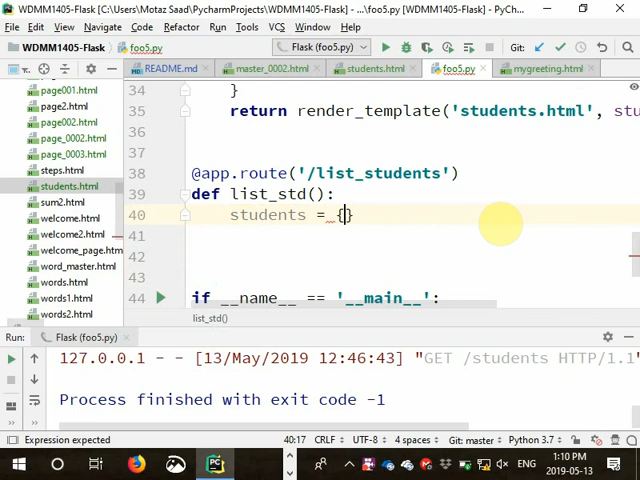 WDMM1405-Flask [C:\Users\Motaz Saad\PycharmProjects\WDMM1405-Flask] - ...\foo5.py - PyCh...
File Edit View Navigate Code Refactor Run Tools VCS Window Help
WDMM1405-Flask foo5.py Flask (foo5.py) Git:
README.md master_0002.html students.html foo5.py mygreeting.html
page001.html
page2.html
page_0002.html
page_0003.html
steps.html
students.html
sum2.html
welcome.html
welcome2.html
welcome_page.html
word_master.html
words.html
words1.html
words2.html
34 }
35 return render_template('students.html', stu
36
37
38 @app.route('/list_students')
39 def list_std():
40 students = {}
41
42
43
44 if __name__ == '__main__':
list_std()
Run: Flask (foo5.py)
127.0.0.1 - - [13/May/2019 12:46:43] "GET /students HTTP/1.1"
Process finished with exit code -1
Expression expected 40:17 CRLF UTF-8 4 spaces Git: master Python 3.7
1:10 PM
2019-05-13